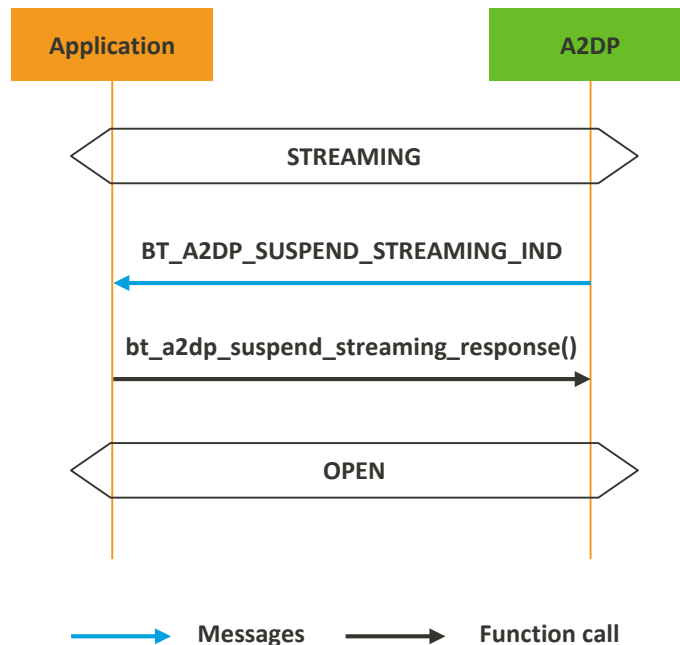 Application A2DP
STREAMING
BT_A2DP_SUSPEND_STREAMING_IND
bt_a2dp_suspend_streaming_response()
OPEN
Messages Function call